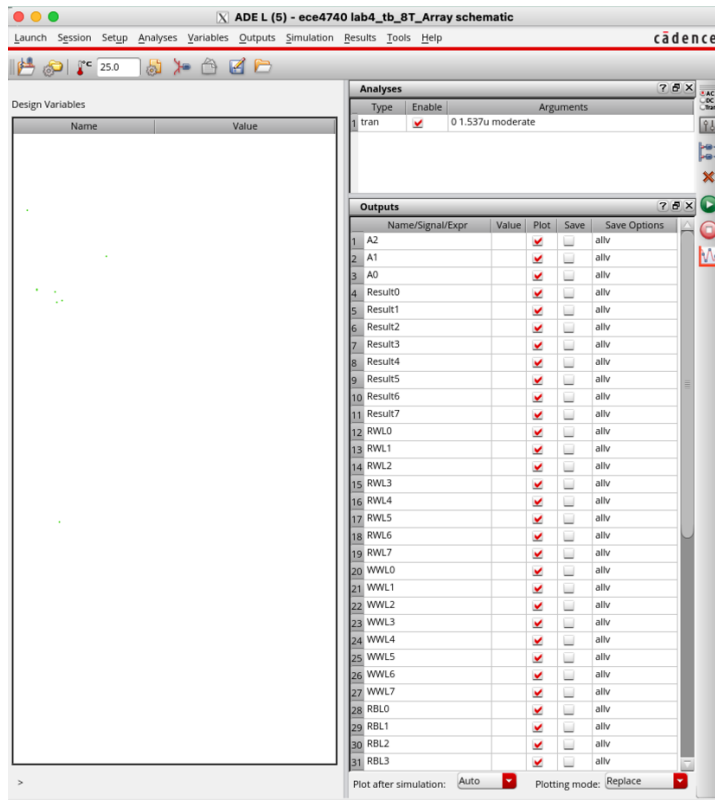 ADE L (5) - ece4740 lab4_tb_8T_Array schematic
Launch Session Setup Analyses Variables Outputs Simulation Results Tools Help cādence
°C 25.0
Design Variables
Name Value
Analyses
Type Enable Arguments
1 tran 0 1.537u moderate
AC
DC
Tran
Outputs
Name/Signal/Expr Value Plot Save Save Options
1 A2 allv
2 A1 allv
3 A0 allv
4 Result0 allv
5 Result1 allv
6 Result2 allv
7 Result3 allv
8 Result4 allv
9 Result5 allv
10 Result6 allv
11 Result7 allv
12 RWL0 allv
13 RWL1 allv
14 RWL2 allv
15 RWL3 allv
16 RWL4 allv
17 RWL5 allv
18 RWL6 allv
19 RWL7 allv
20 WWL0 allv
21 WWL1 allv
22 WWL2 allv
23 WWL3 allv
24 WWL4 allv
25 WWL5 allv
26 WWL6 allv
27 WWL7 allv
28 RBL0 allv
29 RBL1 allv
30 RBL2 allv
31 RBL3 allv
> Plot after simulation: Auto Plotting mode: Replace